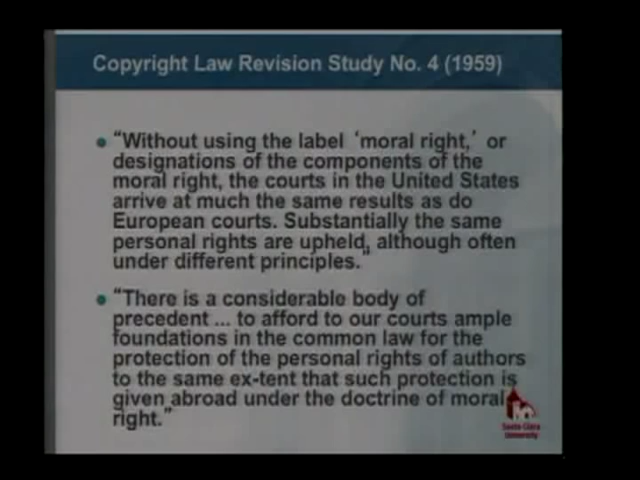 Copyright Law Revision Study No. 4 (1959)
• “Without using the label ‘moral right,’ or
designations of the components of the
moral right, the courts in the United States
arrive at much the same results as do
European courts. Substantially the same
personal rights are upheld, although often
under different principles.”
• “There is a considerable body of
precedent ... to afford to our courts ample
foundations in the common law for the
protection of the personal rights of authors
to the same ex-tent that such protection is
given abroad under the doctrine of moral
right.”
Santa Clara
University